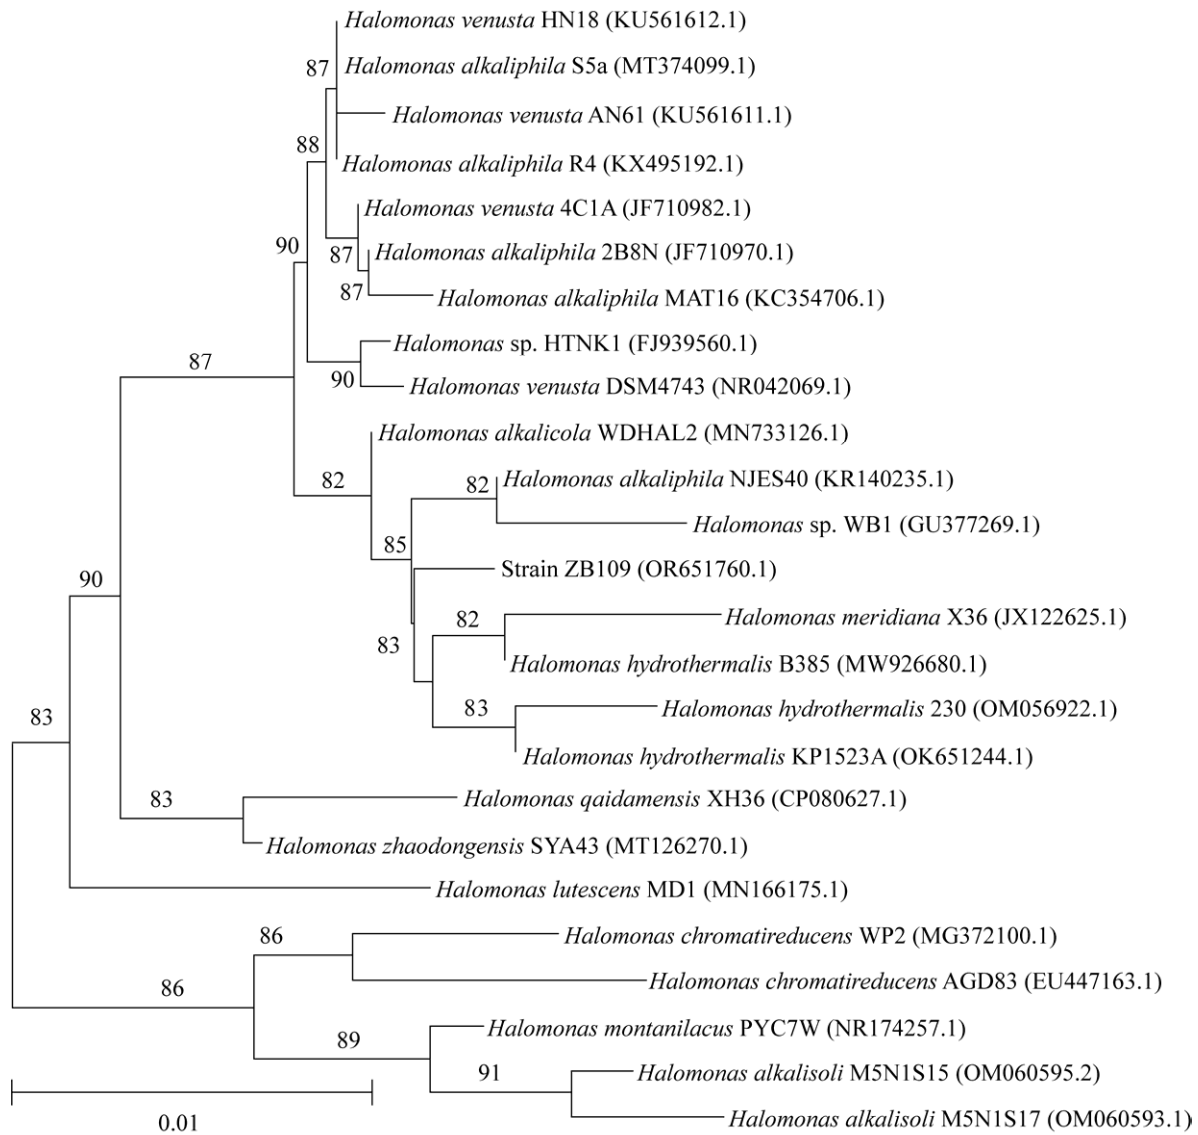 Halomonas venusta HN18 (KU561612.1)
87
Halomonas alkaliphila S5a (MT374099.1)
Halomonas venusta AN61 (KU561611.1)
88
Halomonas alkaliphila R4 (KX495192.1)
Halomonas venusta 4C1A (JF710982.1)
90
87
Halomonas alkaliphila 2B8N (JF710970.1)
87
Halomonas alkaliphila MAT16 (KC354706.1)
Halomonas sp. HTNK1 (FJ939560.1)
87
90
Halomonas venusta DSM4743 (NR042069.1)
Halomonas alkalicola WDHAL2 (MN733126.1)
82
82
Halomonas alkaliphila NJES40 (KR140235.1)
Halomonas sp. WB1 (GU377269.1)
85
Strain ZB109 (OR651760.1)
90
82
Halomonas meridiana X36 (JX122625.1)
83
Halomonas hydrothermalis B385 (MW926680.1)
83
83
Halomonas hydrothermalis 230 (OM056922.1)
Halomonas hydrothermalis KP1523A (OK651244.1)
83
Halomonas qaidamensis XH36 (CP080627.1)
Halomonas zhaodongensis SYA43 (MT126270.1)
Halomonas lutescens MD1 (MN166175.1)
86
Halomonas chromatireducens WP2 (MG372100.1)
86
Halomonas chromatireducens AGD83 (EU447163.1)
89
Halomonas montanilacus PYC7W (NR174257.1)
91
Halomonas alkalisoli M5N1S15 (OM060595.2)
0.01
Halomonas alkalisoli M5N1S17 (OM060593.1)